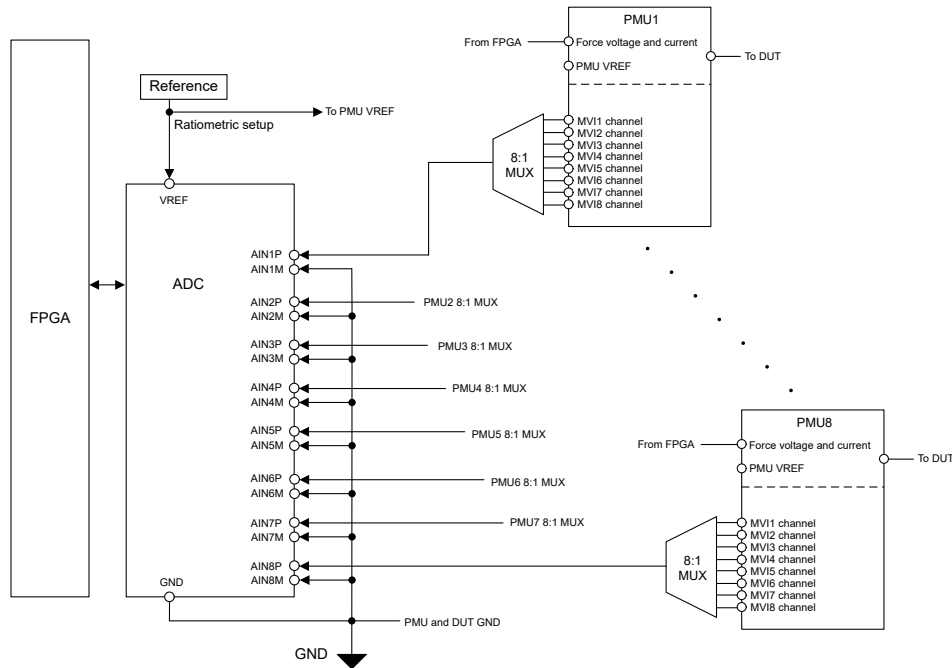 PMU1
From FPGA
Force voltage and current
To DUT
PMU VREF
Reference
To PMU VREF
Ratiometric setup
MVI1 channel
MVI2 channel
MVI3 channel
MVI4 channel
MVI5 channel
MVI6 channel
MVI7 channel
MVI8 channel
8:1
MUX
VREF
FPGA
ADC
AIN1P
AIN1M
AIN2P
PMU2 8:1 MUX
AIN2M
AIN3P
PMU3 8:1 MUX
AIN3M
AIN4P
PMU4 8:1 MUX
AIN4M
AIN5P
PMU5 8:1 MUX
AIN5M
AIN6P
PMU6 8:1 MUX
AIN6M
AIN7P
PMU7 8:1 MUX
AIN7M
AIN8P
AIN8M
GND
PMU and DUT GND
GND
PMU8
From FPGA
Force voltage and current
To DUT
PMU VREF
MVI1 channel
MVI2 channel
MVI3 channel
MVI4 channel
MVI5 channel
MVI6 channel
MVI7 channel
MVI8 channel
8:1
MUX